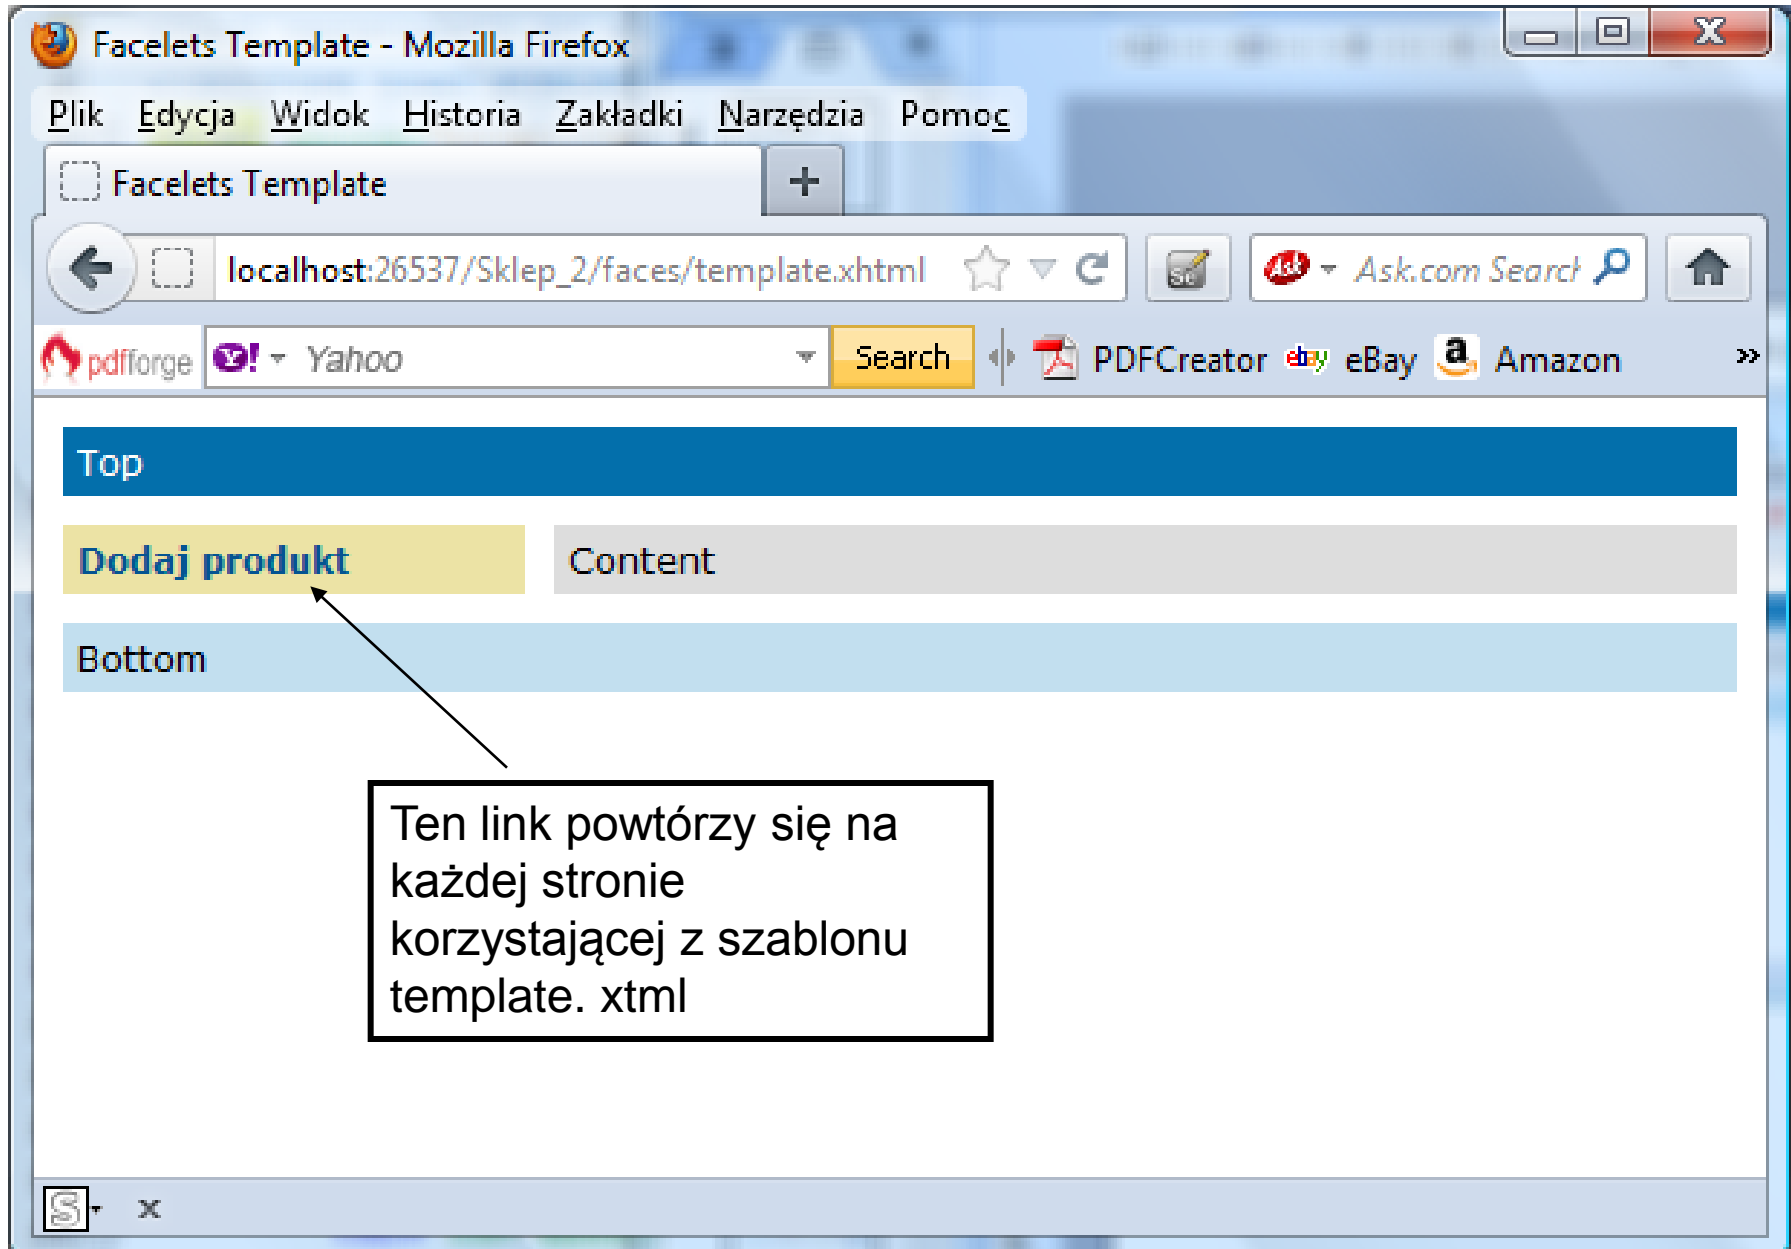 Facelets Template - Mozilla Firefox
Plik Edycja Widok Historia Zakładki Narzędzia Pomoc
Facelets Template
localhost:26537/Sklep_2/faces/template.xhtml Ask Ask.com Search
pdfforge Y! Yahoo Search PDFCreator ebay eBay a Amazon »
Top
Dodaj produkt Content
Bottom
Ten link powtórzy się na
każdej stronie
korzystającej z szablonu
template. xtml
S x